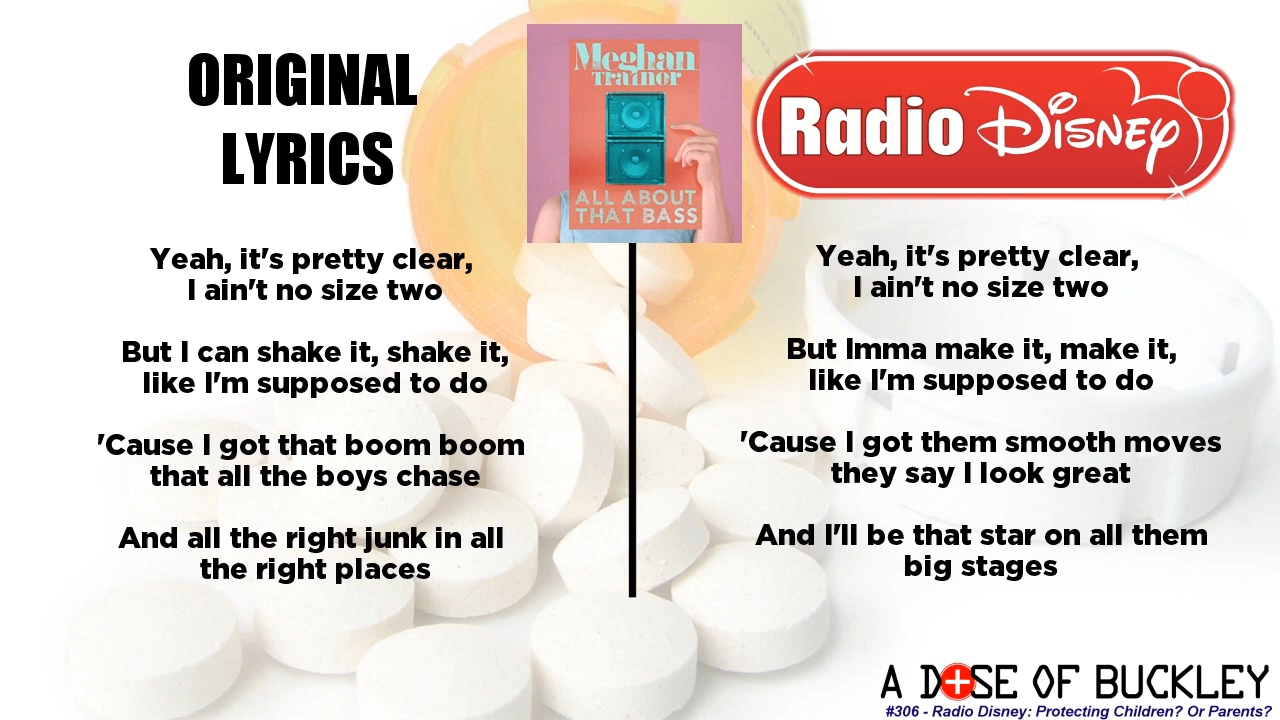 ORIGINAL
LYRICS
Yeah, it's pretty clear,
I ain't no size two
But I can shake it, shake it,
like I'm supposed to do
'Cause I got that boom boom
that all the boys chase
And all the right junk in all
the right places
Meghan
Trainor
ALL ABOUT
THAT BASS
Radio Disney
Yeah, it's pretty clear,
I ain't no size two
But Imma make it, make it,
like I'm supposed to do
'Cause I got them smooth moves
they say I look great
And I'll be that star on all them
big stages
A DOSE OF BUCKLEY
#306 - Radio Disney: Protecting Children? Or Parents?